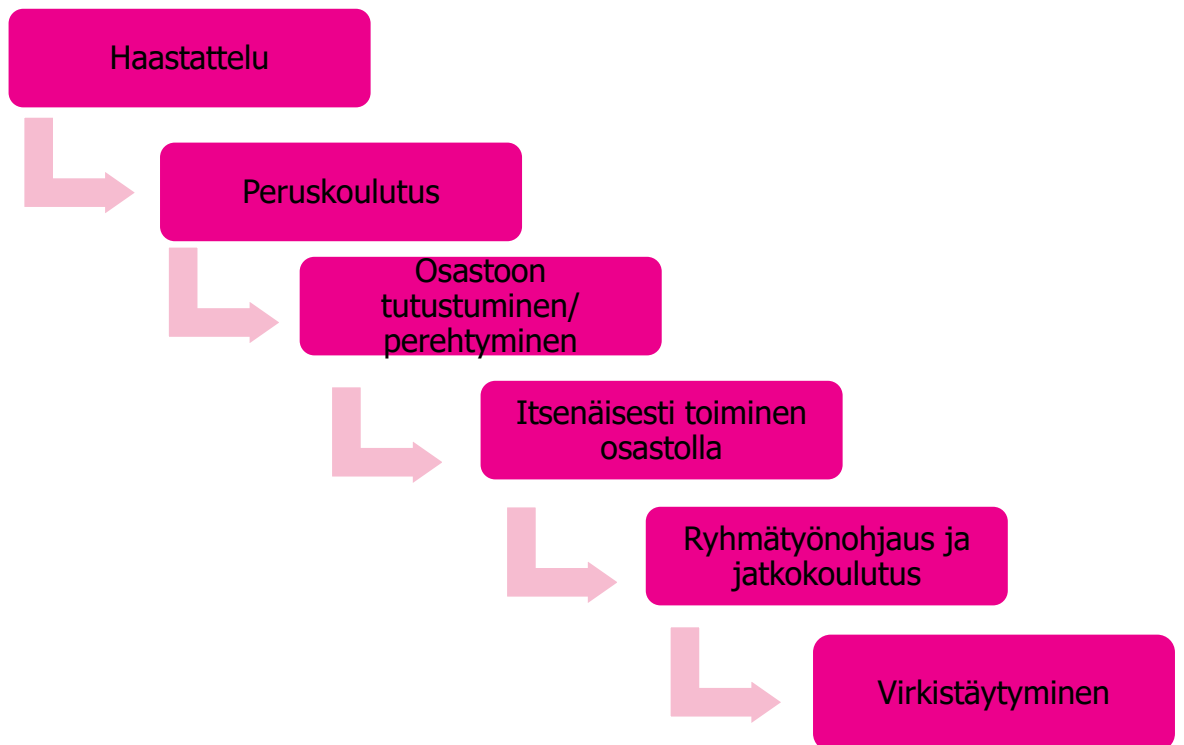 Haastattelu
Peruskoulutus
Osastoon
tutustuminen/
perehtyminen
Itsenäisesti toiminen
osastolla
Ryhmätyönohjaus ja
jatkokoulutus
Virkistäytyminen